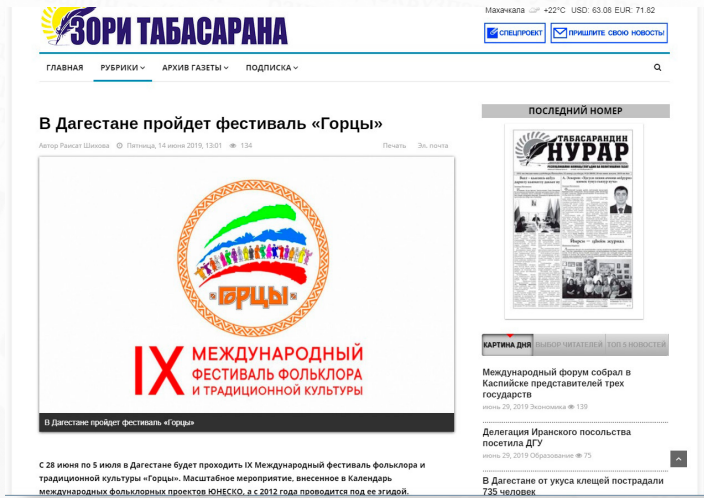 Махачкала +22°C USD: 63.08 EUR: 71.82
ЗОРИ ТАБАСАРАНА
СПЕЦПРОЕКТ ПРИШЛИТЕ СВОЮ НОВОСТЬ!
ГЛАВНАЯ РУБРИКИ АРХИВ ГАЗЕТЫ ПОДПИСКА
В Дагестане пройдет фестиваль «Горцы»
Автор Раисат Шихова Пятница, 14 июня 2019, 13:01 134 Печать Эл. почта
ГОРЦЫ
IX МЕЖДУНАРОДНЫЙ
ФЕСТИВАЛЬ ФОЛЬКЛОРА
И ТРАДИЦИОННОЙ КУЛЬТУРЫ
В Дагестане пройдет фестиваль «Горцы»
С 28 июня по 5 июля в Дагестане будет проходить IX Международный фестиваль фольклора и
традиционной культуры «Горцы». Масштабное мероприятие, внесенное в Календарь
международных фольклорных проектов ЮНЕСКО, а с 2012 года проводится под ее эгидой.
ПОСЛЕДНИЙ НОМЕР
ТАБАСАРАНДИН
НУРАР
КАРТИНА ДНЯ ВЫБОР ЧИТАТЕЛЕЙ ТОП 5 НОВОСТЕЙ
Международный форум собрал в
Каспийске представителей трех
государств
июнь 29, 2019 Экономика 139
Делегация Иранского посольства
посетила ДГУ
июнь 29, 2019 Образование 75
В Дагестане от укуса клещей пострадали
735 человек